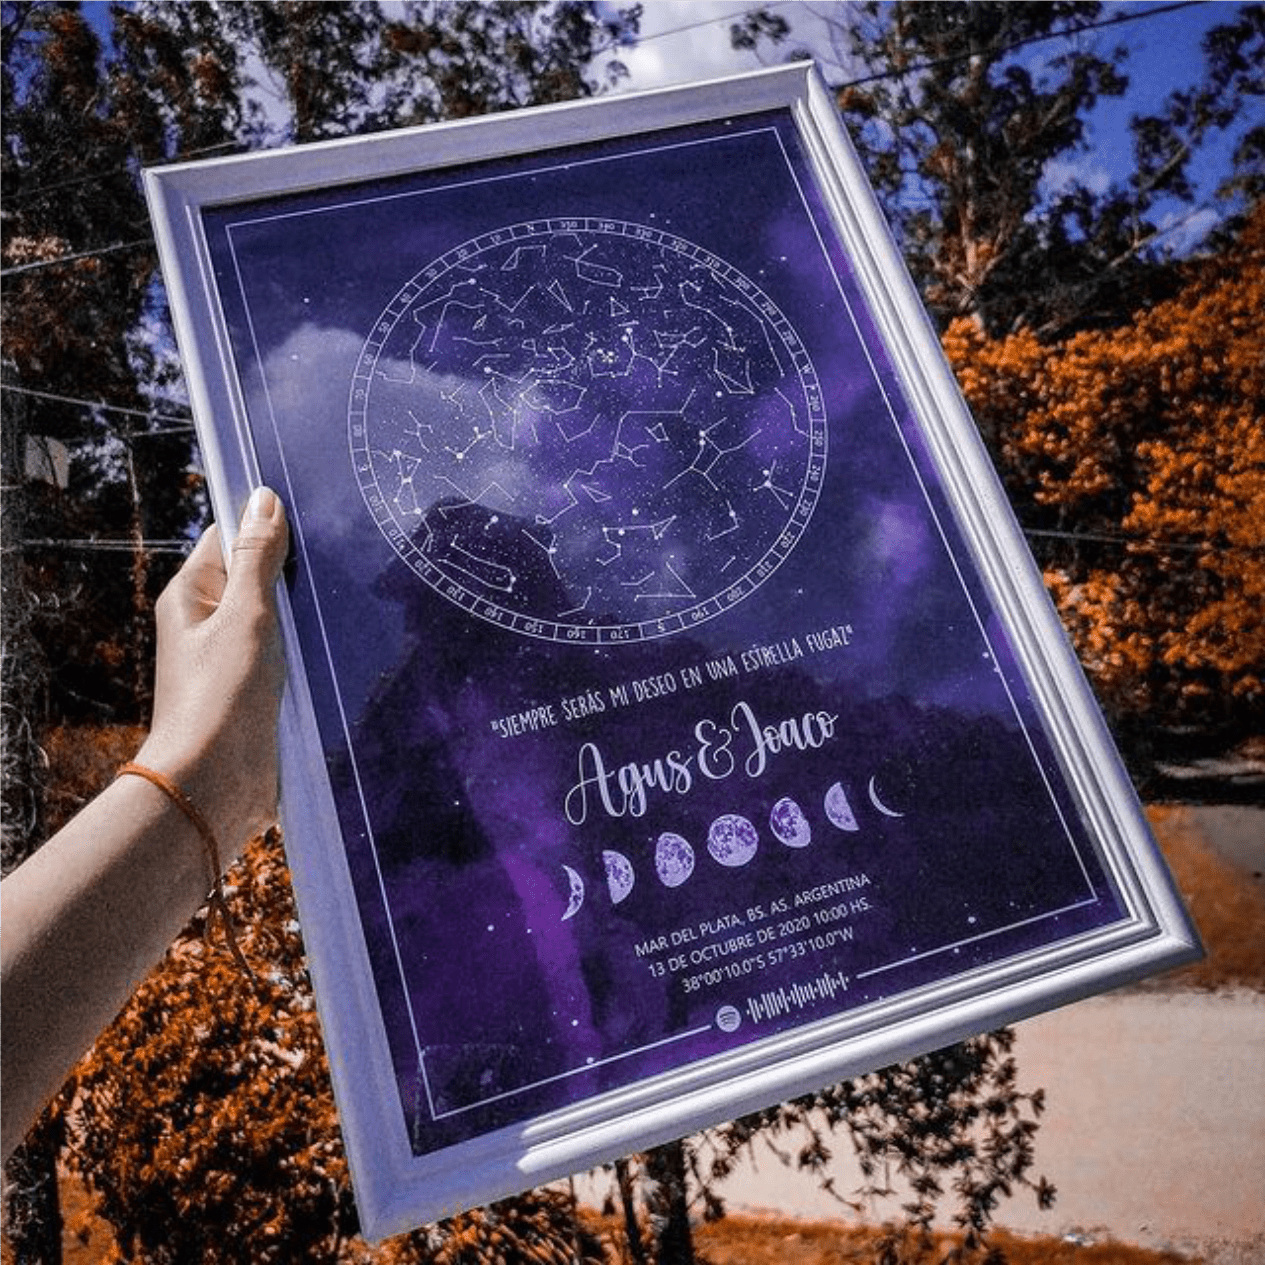 "SIEMPRE SERÁS MI DESEO EN UNA ESTRELLA FUGAZ"
Agus & Joaco
MAR DEL PLATA, BS. AS. ARGENTINA
13 DE OCTUBRE DE 2020 10:00 HS.
38°00'10.0"S 57°33'10.0"W